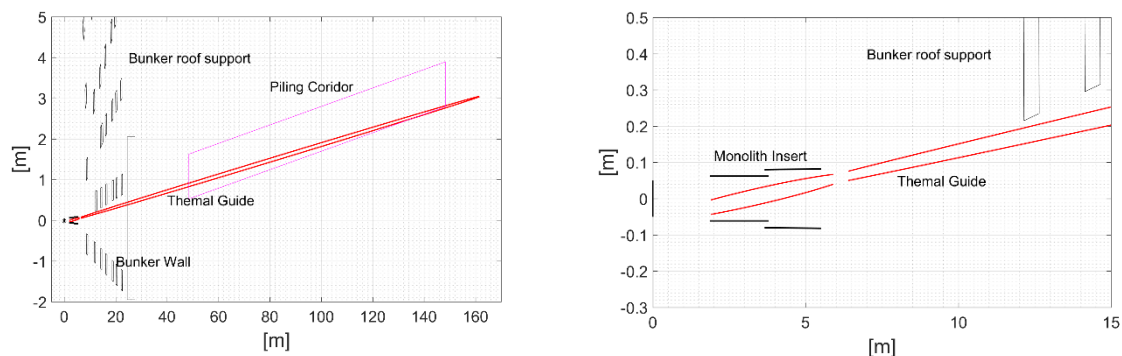 5
4
3
2
1
0
-1
-2
[m]
0
20
40
60
80
100
120
140
160
[m]
Bunker roof support
Piling Coridor
Themal Guide
Bunker Wall
0.5
0.4
0.3
0.2
0.1
0
-0.1
-0.2
-0.3
[m]
0
5
10
15
[m]
Bunker roof support
Monolith Insert
Themal Guide